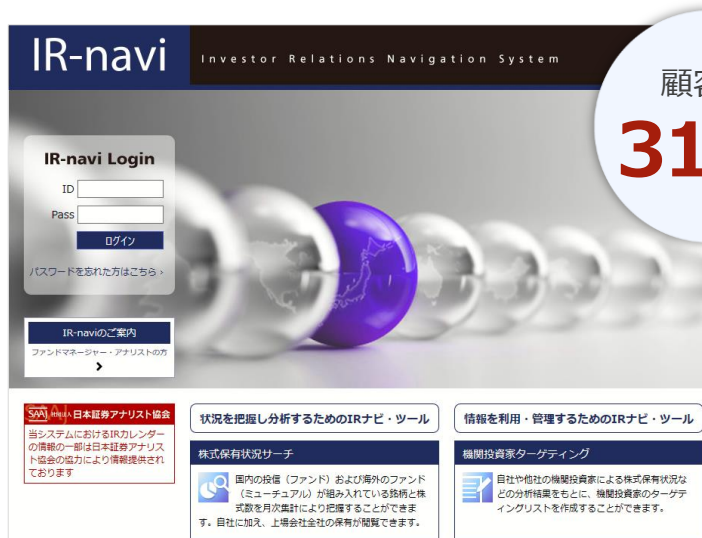 IR-navi
Investor Relations Navigation System
顧客
31
IR-navi Login
ID
Pass
ログイン
パスワードを忘れた方はこちら ›
IR-naviのご案内
ファンドマネージャー・アナリストの方
SAAJ 日本証券アナリスト協会
当システムにおけるIRカレンダー
の情報の一部は日本証券アナリス
ト協会の協力により情報提供され
ております
状況を把握し分析するためのIRナビ・ツール
株式保有状況サーチ
国内の投信（ファンド）および海外のファンド
（ミューチュアル）が組み入れている銘柄と株
式数を月次集計により把握することができま
す。自社に加え、上場会社全社の保有が閲覧できます。
情報を利用・管理するためのIRナビ・ツール
機関投資家ターゲティング
自社や他社の機関投資家による株式保有状況な
どの分析結果をもとに、機関投資家のターゲテ
ィングリストを作成することができます。